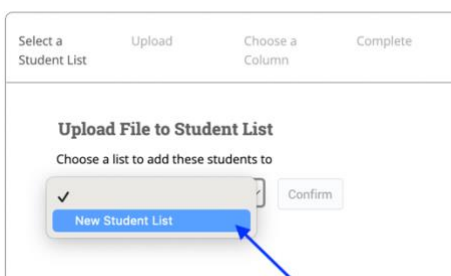 Select a
Student List
Upload
Choose a
Column
Complete
Upload File to Student List
Choose a list to add these students to
New Student List
Confirm